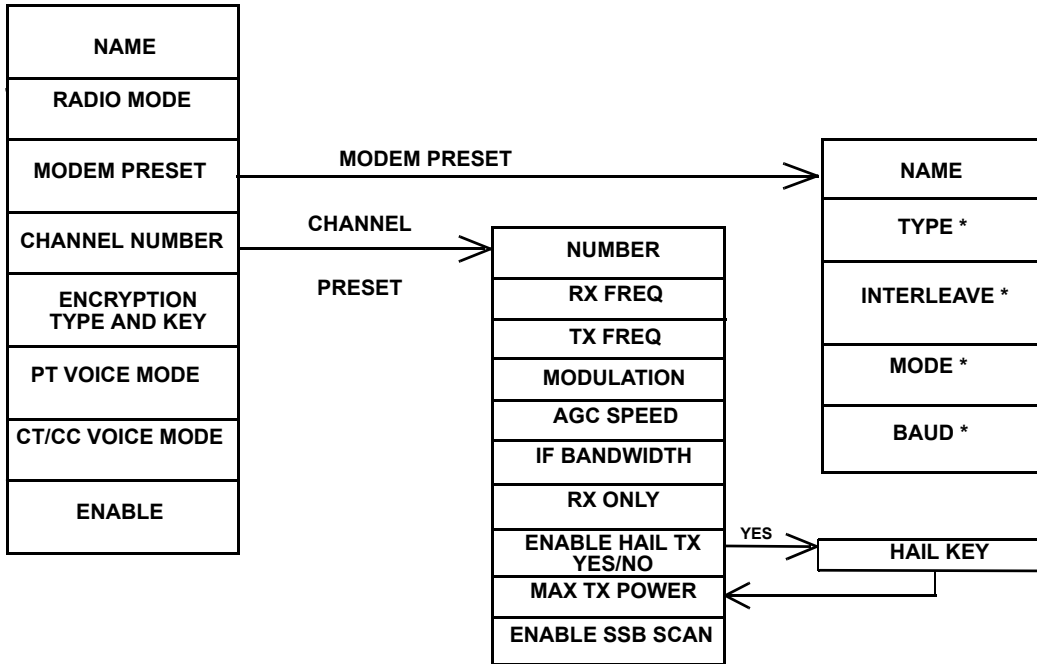 NAME
RADIO MODE
MODEM PRESET
CHANNEL NUMBER
ENCRYPTION
TYPE AND KEY
PT VOICE MODE
CT/CC VOICE MODE
ENABLE
MODEM PRESET
CHANNEL
PRESET
NUMBER
RX FREQ
TX FREQ
MODULATION
AGC SPEED
IF BANDWIDTH
RX ONLY
ENABLE HAIL TX
YES/NO
MAX TX POWER
ENABLE SSB SCAN
YES
HAIL KEY
NAME
TYPE *
INTERLEAVE *
MODE *
BAUD *